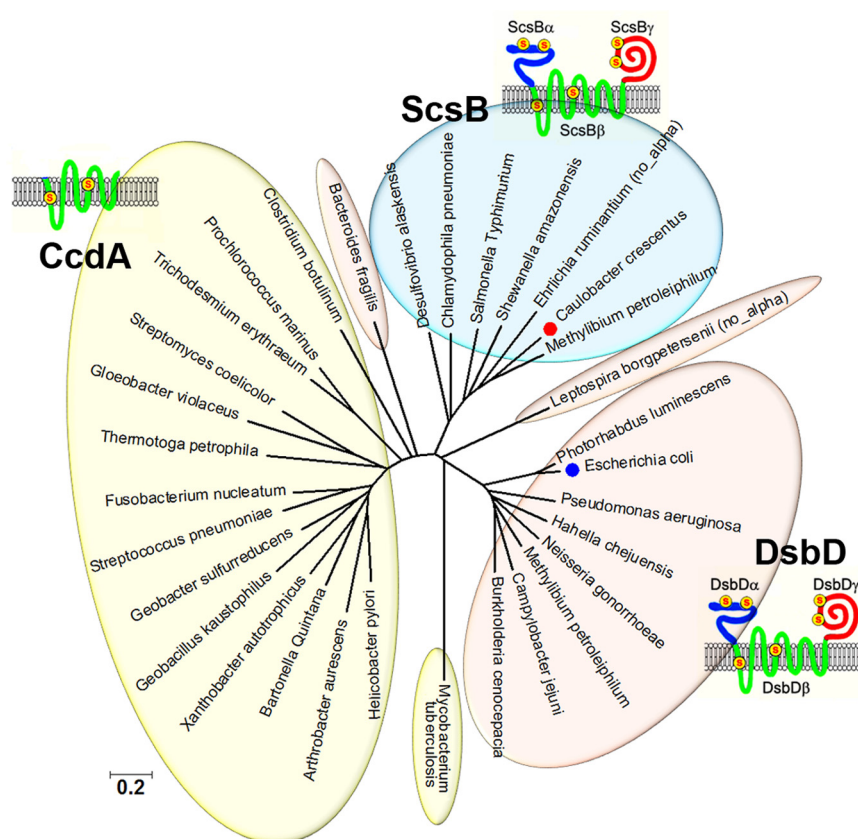 ScsBα
ScsBγ
S S
S
S
S
S
ScsBβ
ScsB
S
S
CcdA
Clostridium botulinum
Prochlorococcus marinus
Trichodesmium erythraeum
Streptomyces coelicolor
Gloeobacter violaceus
Thermotoga petrophila
Fusobacterium nucleatum
Streptococcus pneumoniae
Geobacter sulfurreducens
Geobacillus kaustophilus
Xanthobacter autotrophicus
Bartonella Quintana
Arthrobacter aurescens
Helicobacter pylori
Bacteroides fragilis
Desulfovibrio alaskensis
Chlamydophila pneumoniae
Salmonella Typhimurium
Shewanella amazonensis
Ehrlichia ruminantium (no_alpha)
Caulobacter crescentus
Methylibium petroleiphilum
Leptospira borgpetersenii (no_alpha)
Photorhabdus luminescens
Escherichia coli
Pseudomonas aeruginosa
Hahella chejuensis
Neisseria gonorrhoeae
Methylibium petroleiphilum
Campylobacter jejuni
Burkholderia cenocepacia
Mycobacterium
tuberculosis
DsbD
DsbDα
DsbDγ
S S
S
S
S
S
DsbDβ
0.2